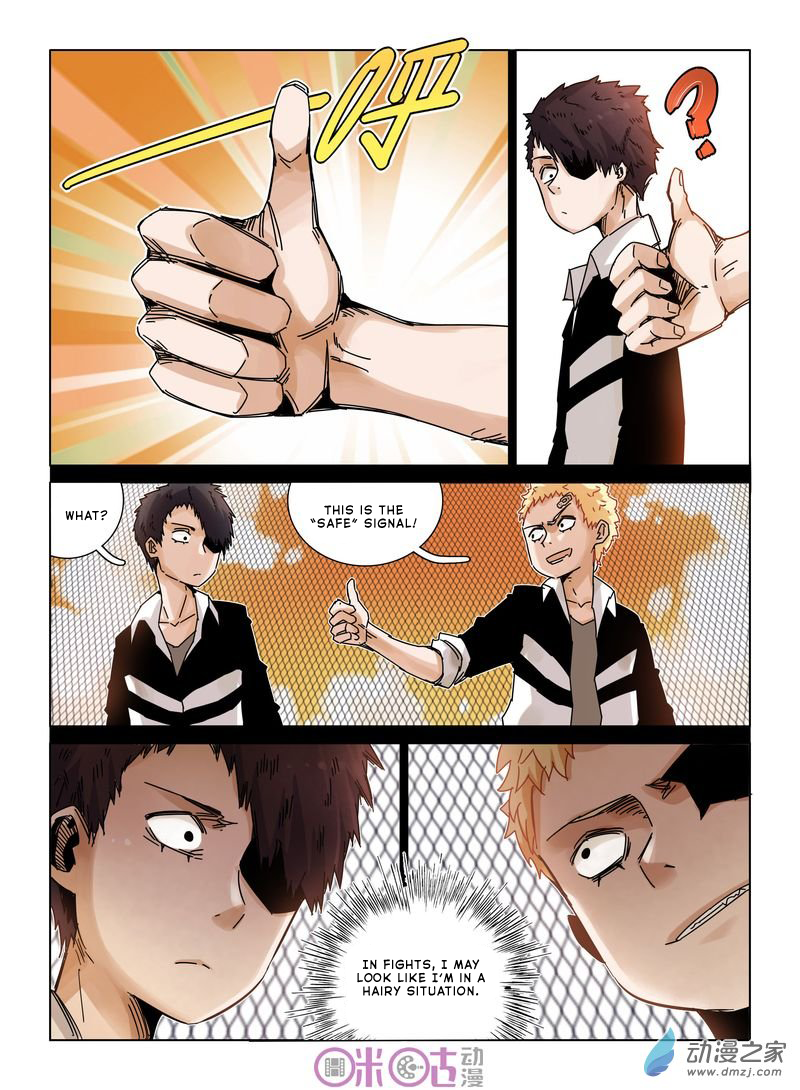 呼
?
WHAT?
THIS IS THE
"SAFE" SIGNAL!
IN FIGHTS, I MAY
LOOK LIKE I'M IN A
HAIRY SITUATION.
咪咕动漫
动漫之家
www.dmzj.com